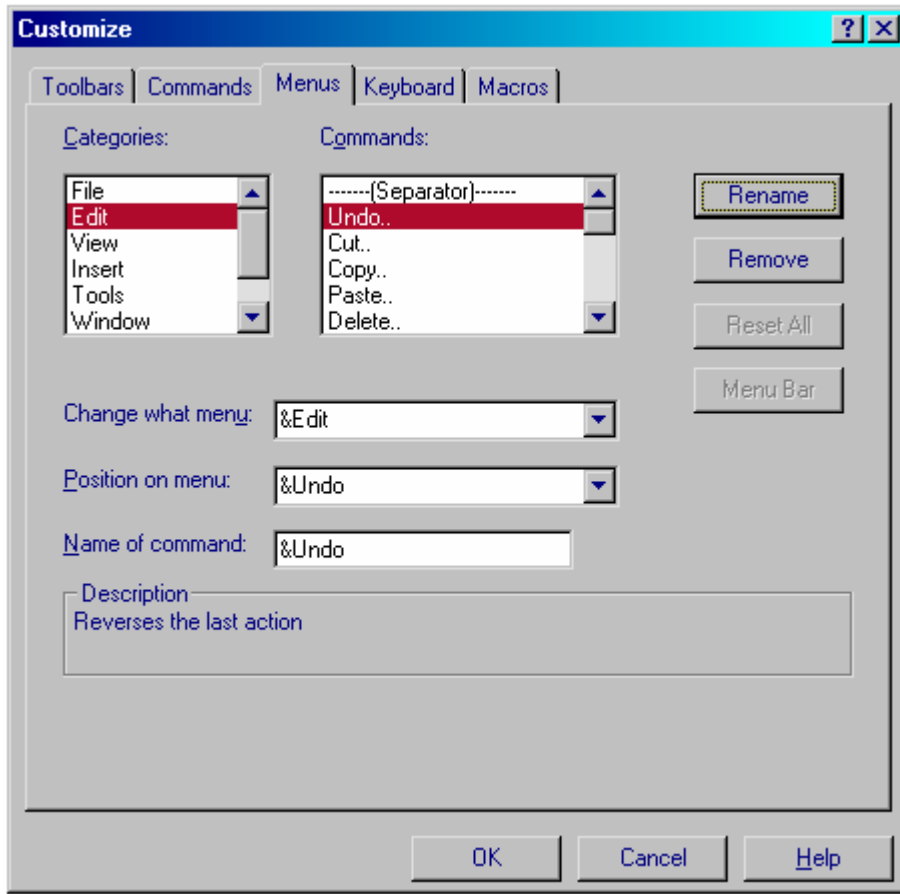 Customize
Toolbars Commands Menus Keyboard Macros
Categories: Commands:
File -------(Separator)------- Rename
Edit Undo..
View Cut.. Remove
Insert Copy..
Tools Paste.. Reset All
Window Delete..
Menu Bar
Change what menu: &Edit
Position on menu: &Undo
Name of command: &Undo
Description
Reverses the last action
OK Cancel Help